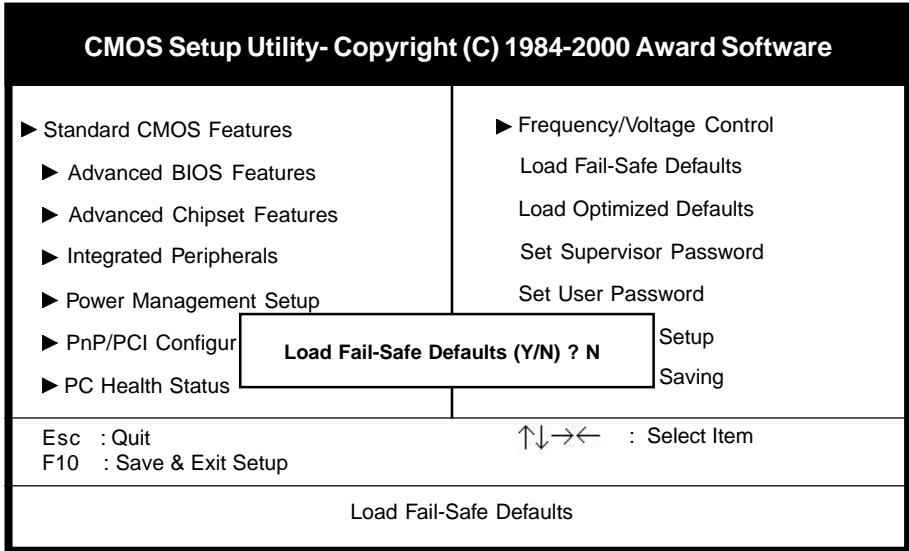 CMOS Setup Utility- Copyright (C) 1984-2000 Award Software
▶ Standard CMOS Features
▶ Advanced BIOS Features
▶ Advanced Chipset Features
▶ Integrated Peripherals
▶ Power Management Setup
▶ PnP/PCI Configur
▶ PC Health Status
▶ Frequency/Voltage Control
Load Fail-Safe Defaults
Load Optimized Defaults
Set Supervisor Password
Set User Password
Setup
Saving
Load Fail-Safe Defaults (Y/N) ? N
Esc : Quit
F10 : Save & Exit Setup
↑↓→← : Select Item
Load Fail-Safe Defaults